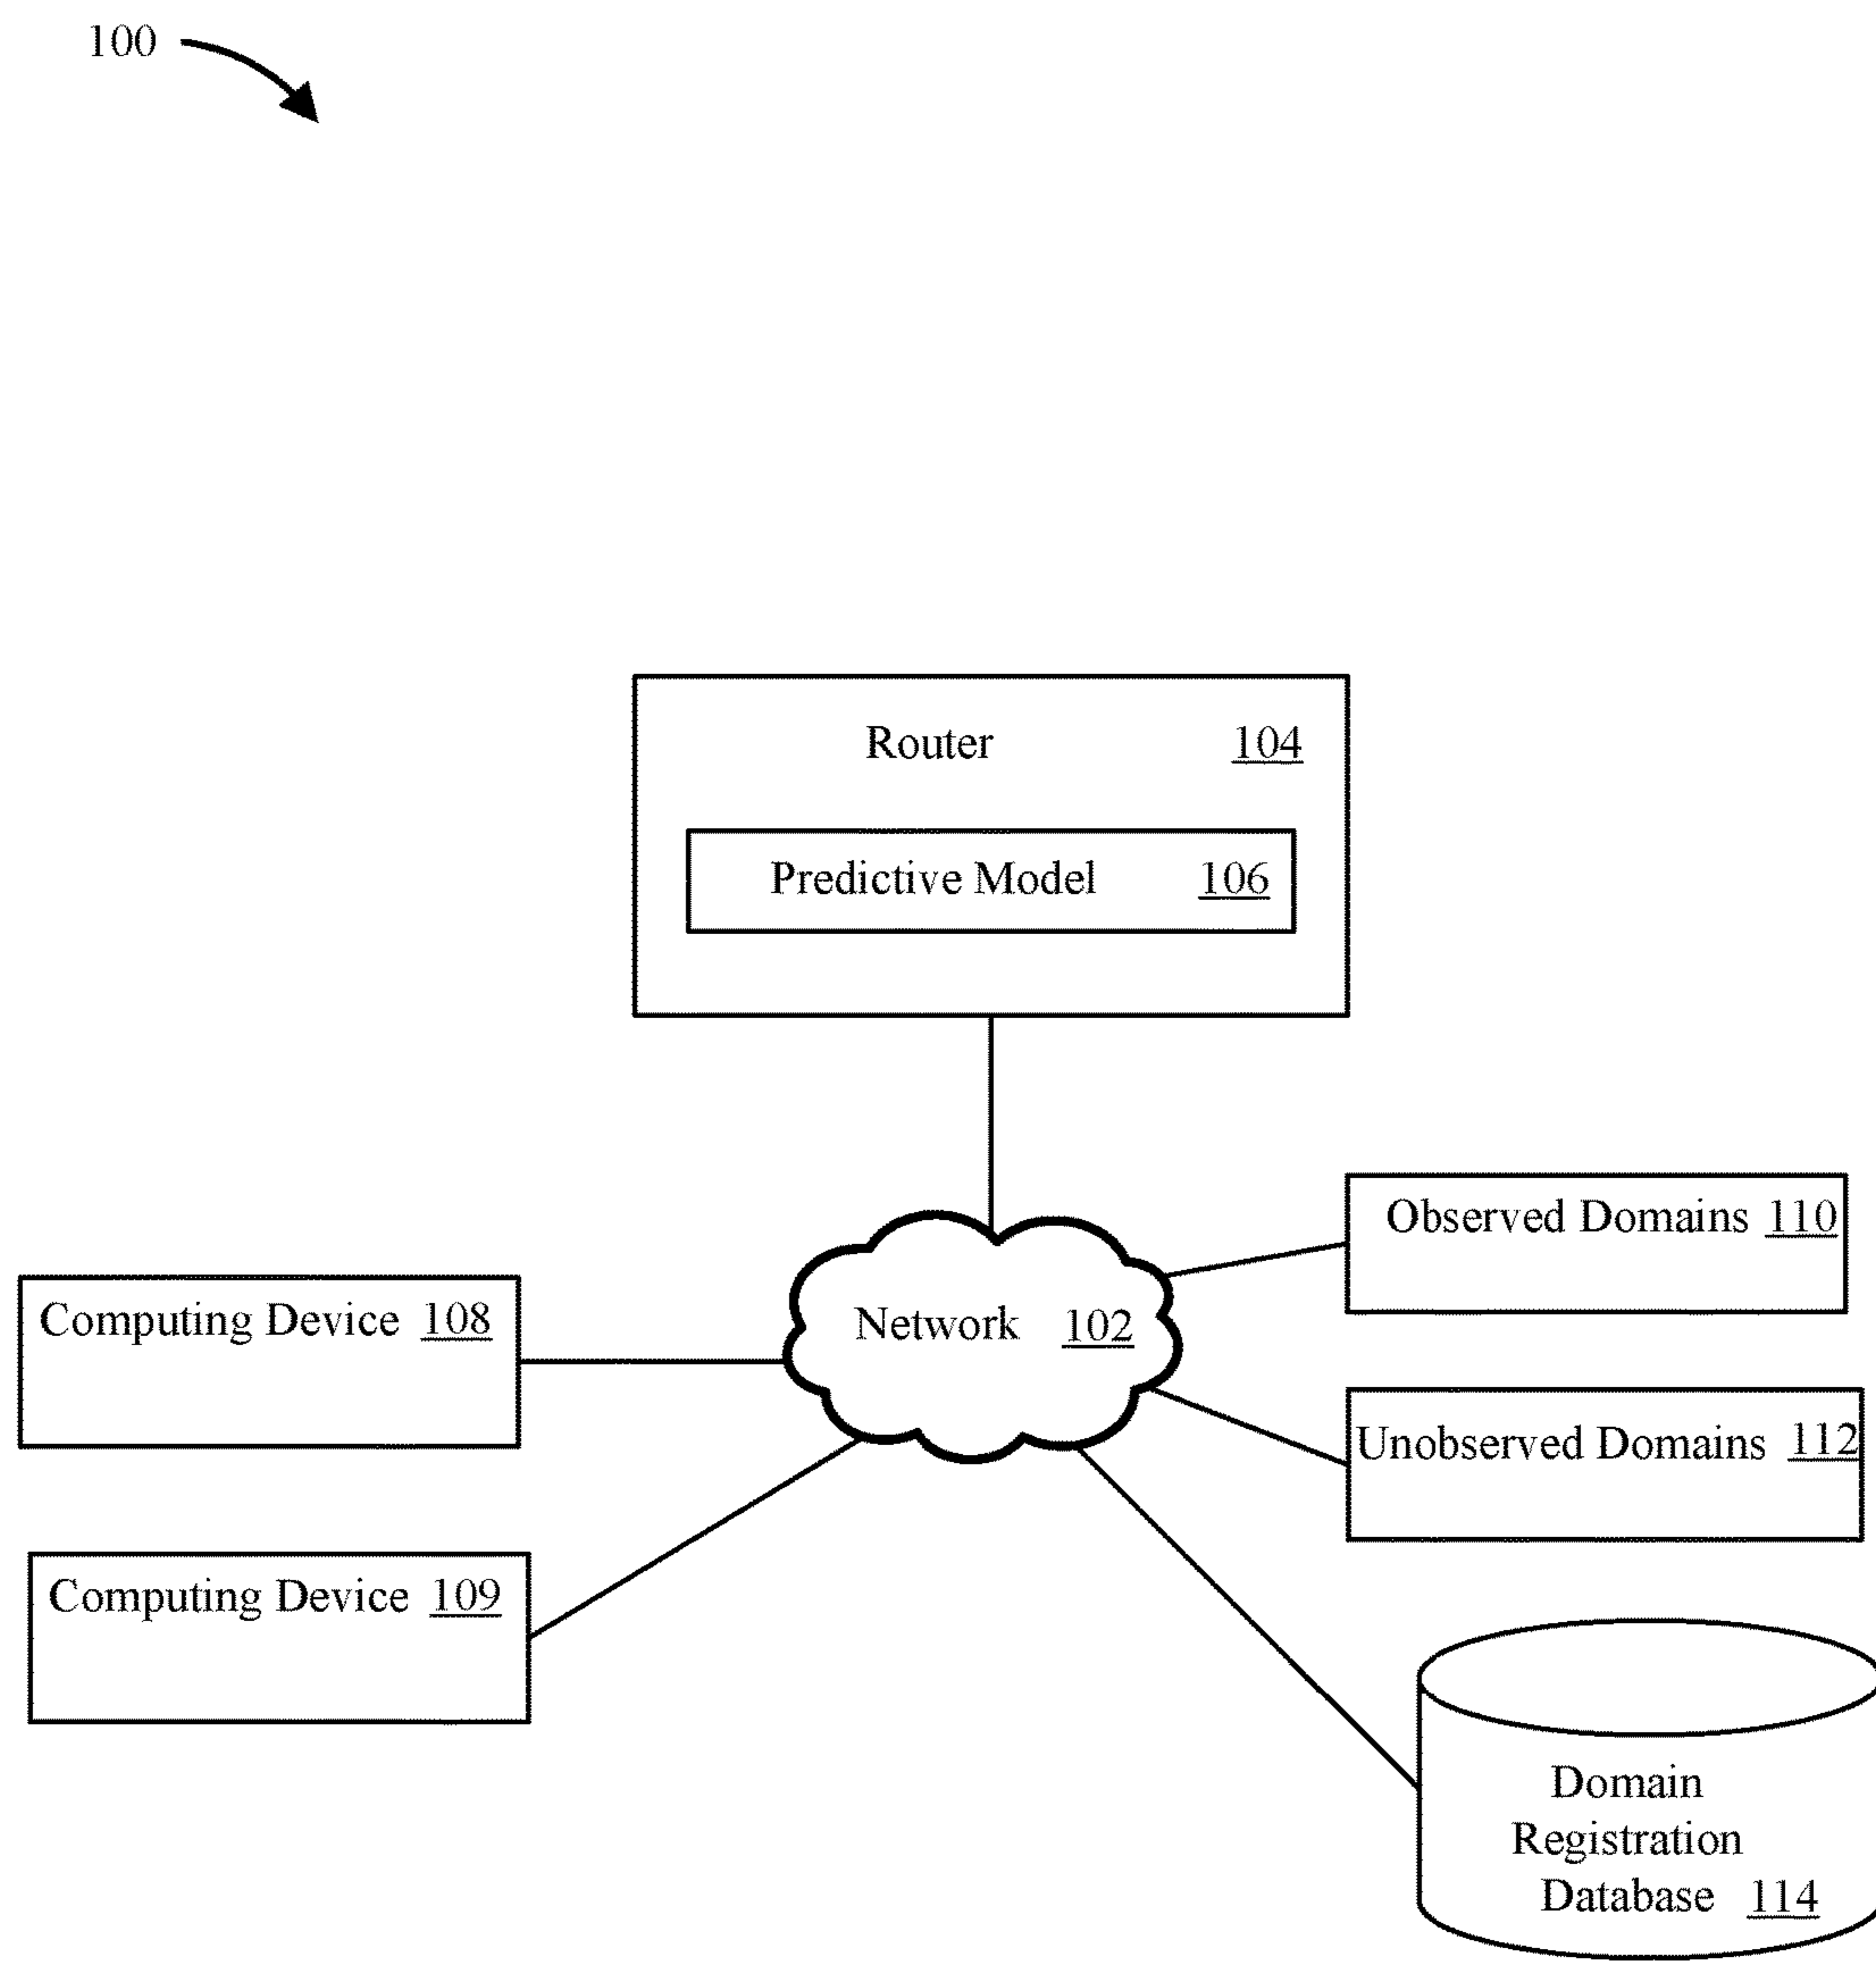 100
Router 104
Predictive Model 106
Observed Domains 110
Computing Device 108
Network 102
Unobserved Domains 112
Computing Device 109
Domain
Registration
Database 114